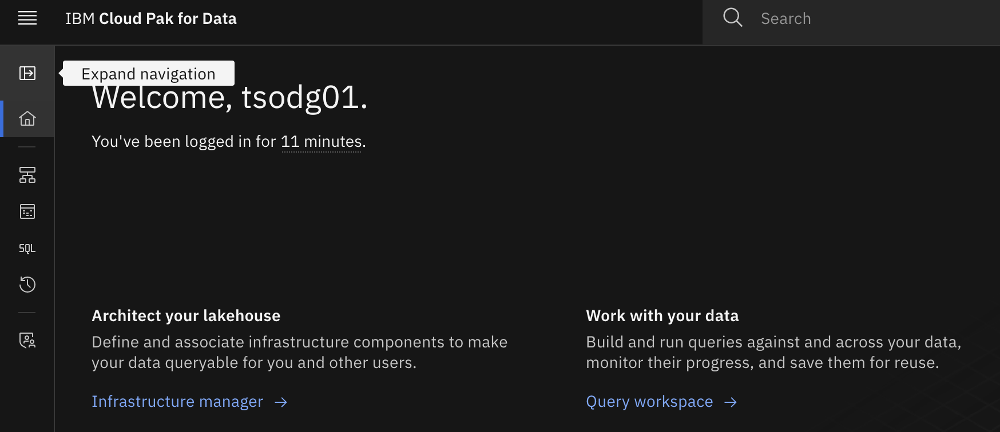 IBM Cloud Pak for Data
Search
Expand navigation
Welcome, tsodg01.
You've been logged in for 11 minutes.
SQL
Architect your lakehouse
Define and associate infrastructure components to make
your data queryable for you and other users.
Infrastructure manager →
Work with your data
Build and run queries against and across your data,
monitor their progress, and save them for reuse.
Query workspace →